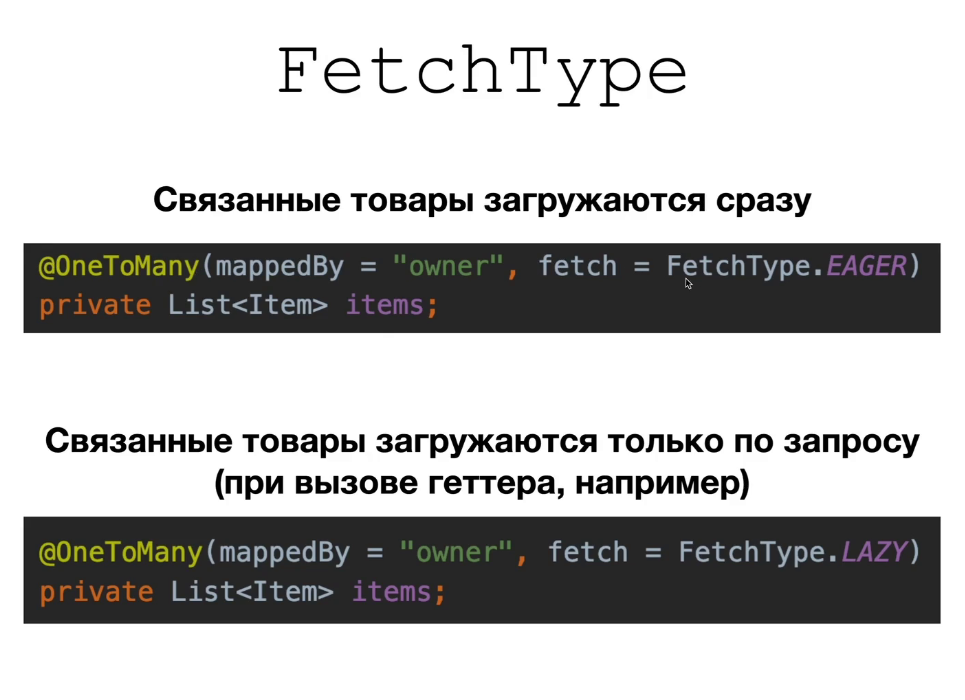 FetchType
Связанные товары загружаются сразу
@OneToMany(mappedBy = "owner", fetch = FetchType.EAGER)
private List<Item> items;
Связанные товары загружаются только по запросу
(при вызове геттера, например)
@OneToMany(mappedBy = "owner", fetch = FetchType.LAZY)
private List<Item> items;